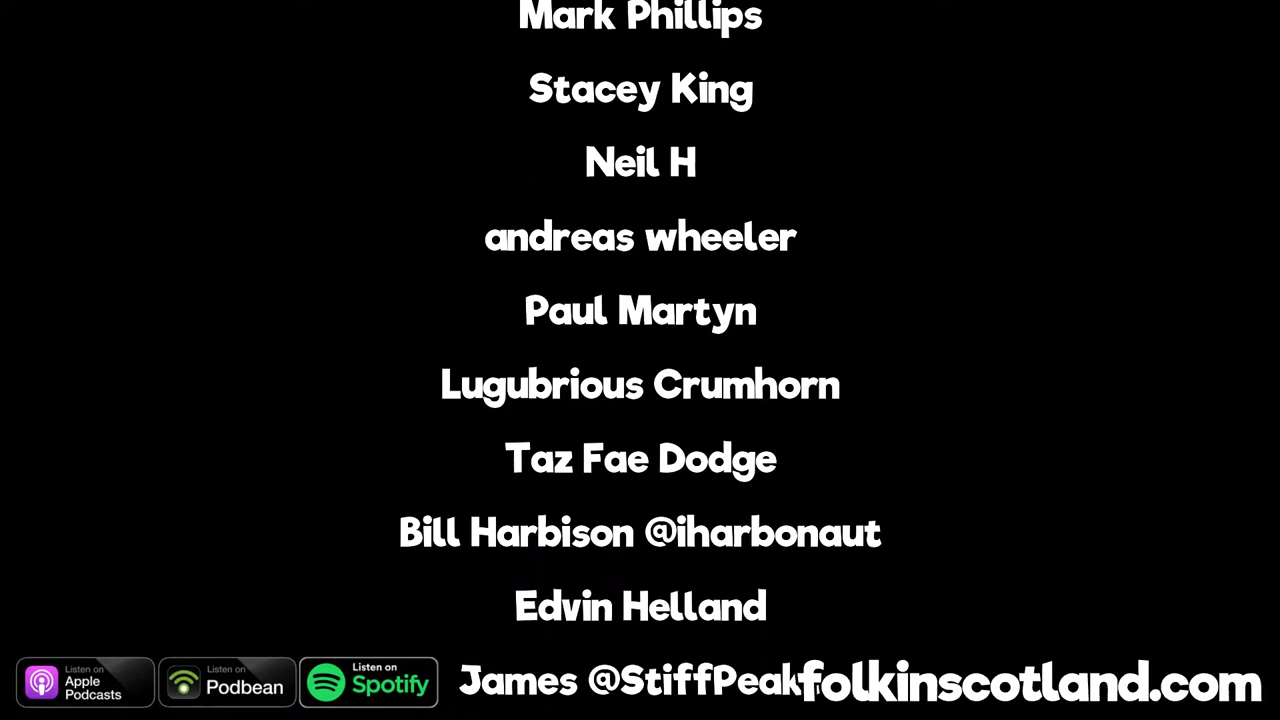 Mark Phillips
Stacey King
Neil H
andreas wheeler
Paul Martyn
Lugubrious Crumhorn
Taz Fae Dodge
Bill Harbison @iharbonaut
Edvin Helland
James
folkinscotland.com
Listen on
Apple
Podcasts
Listen on
Podbean
Listen on
Spotify